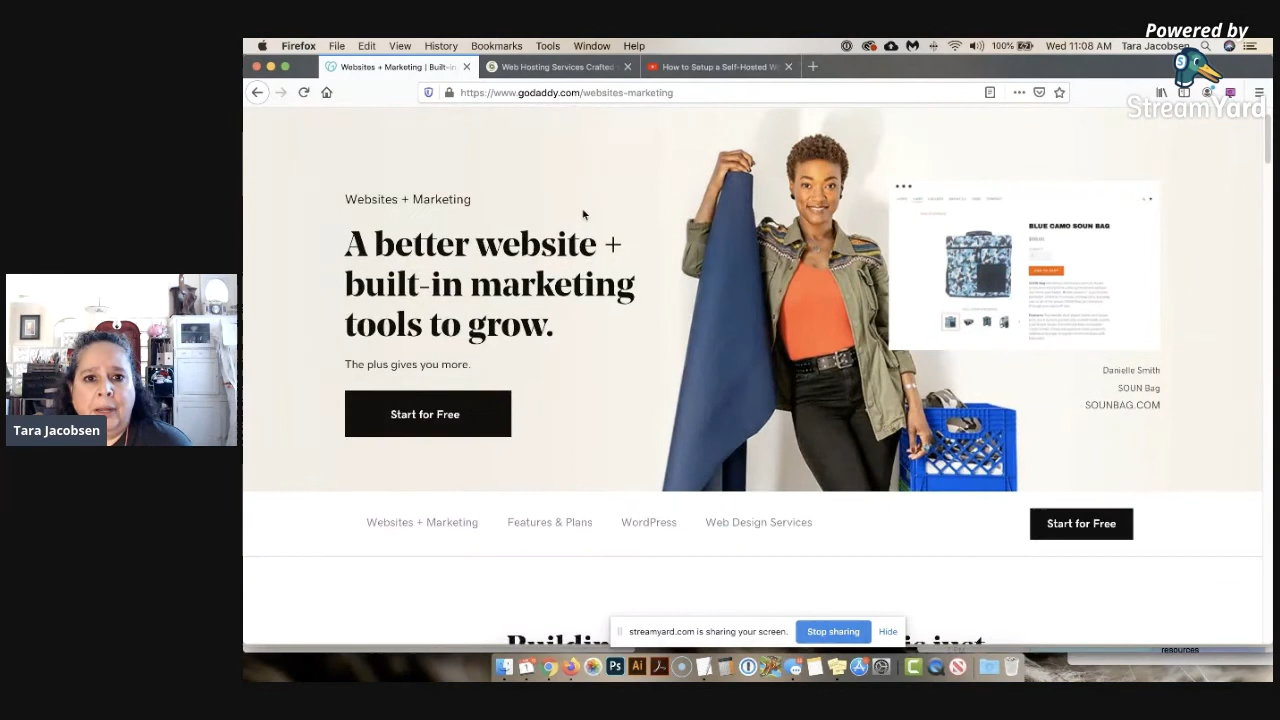 Powered by
StreamYard
Firefox File Edit View History Bookmarks Tools Window Help
100% Wed 11:08 AM Tara Jacobsen
Websites + Marketing | Built-in
Web Hosting Services Crafted
How to Setup a Self-Hosted W
https://www.godaddy.com/websites-marketing
Websites + Marketing
A better website +
built-in marketing
tools to grow.
The plus gives you more.
Start for Free
BLUE CAMO SOUN BAG
Danielle Smith
SOUN Bag
SOUNBAG.COM
Tara Jacobsen
Websites + Marketing Features & Plans WordPress Web Design Services Start for Free
streamyard.com is sharing your screen. Stop sharing Hide
resources
Ps Ai